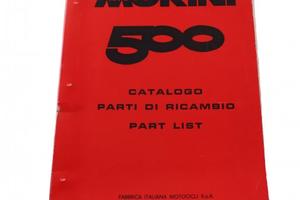 MORINI
500
CATALOGO
PARTI DI RICAMBIO
PART LIST
FABBRICA ITALIANA MOTOCICLI S.p.A.